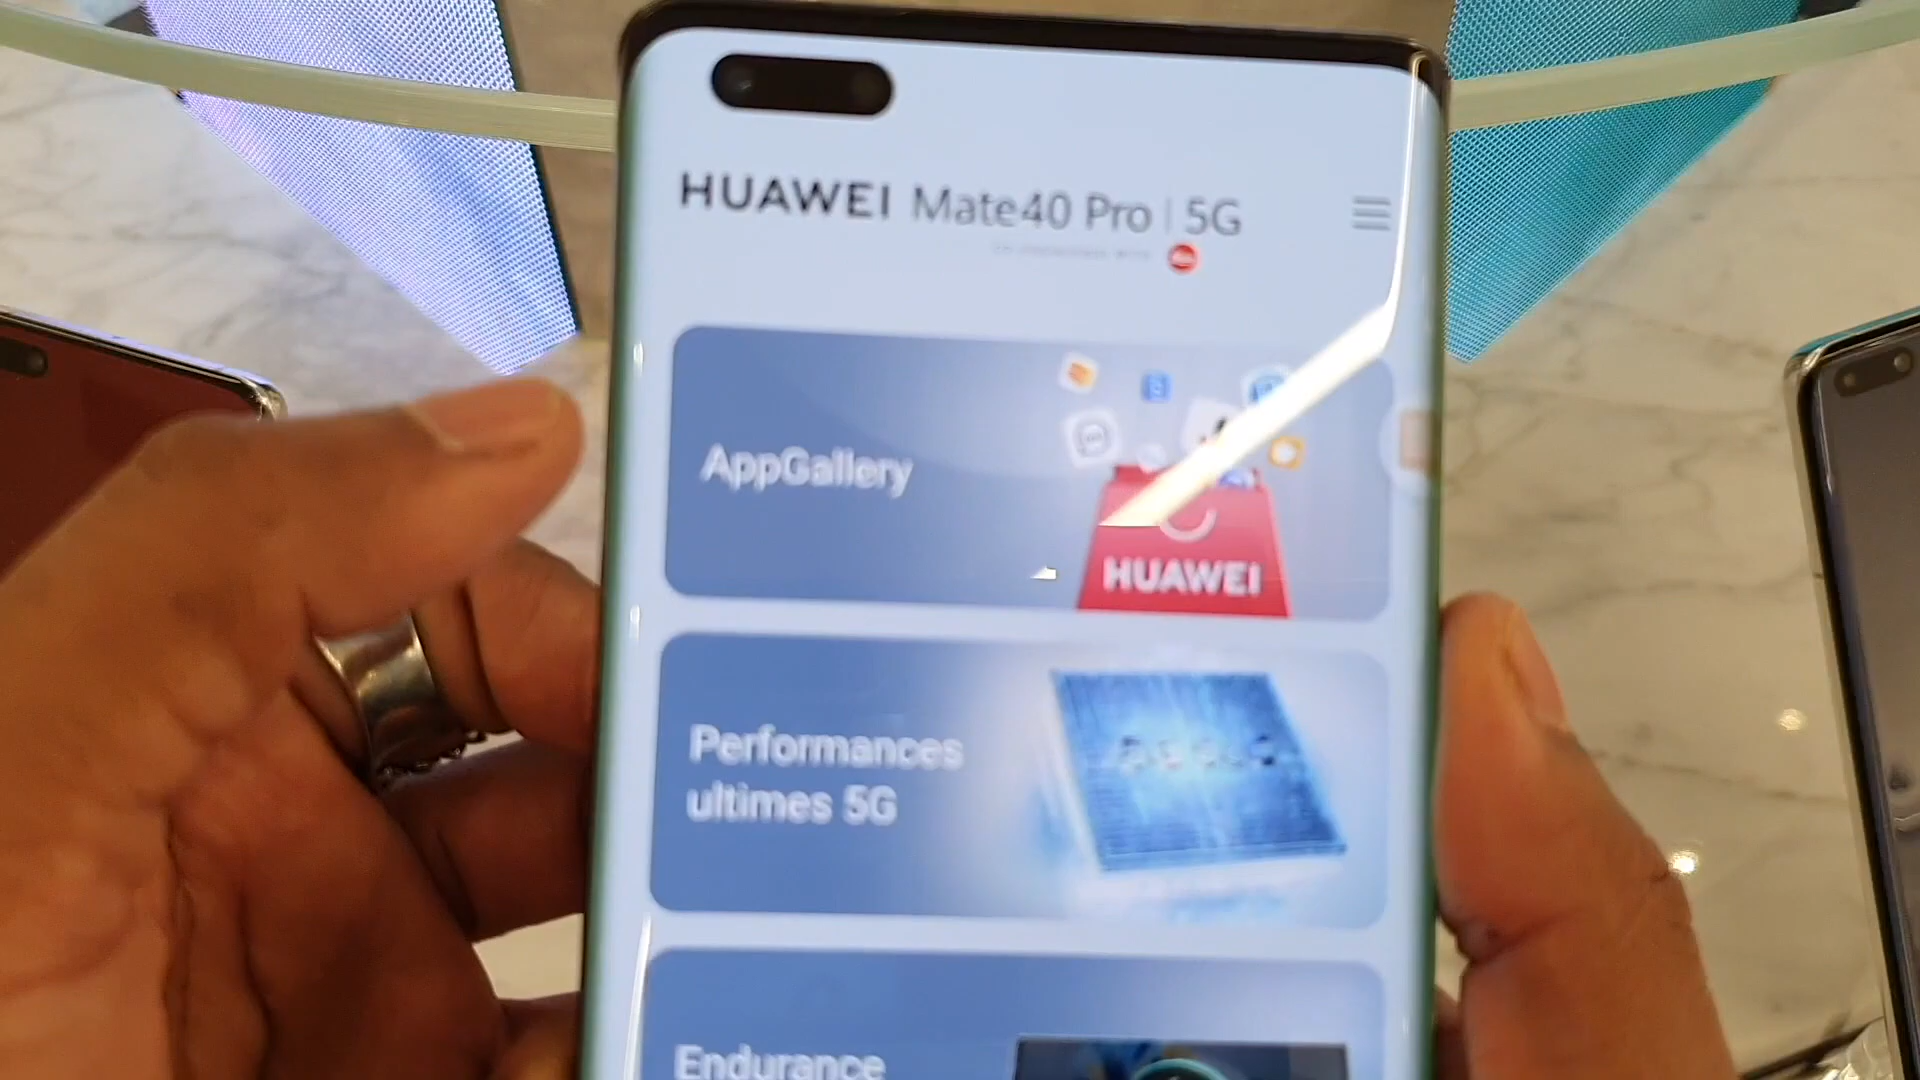 HUAWEI Mate40 Pro | 5G
AppGallery
HUAWEI
Performances
ultimes 5G
Endurance